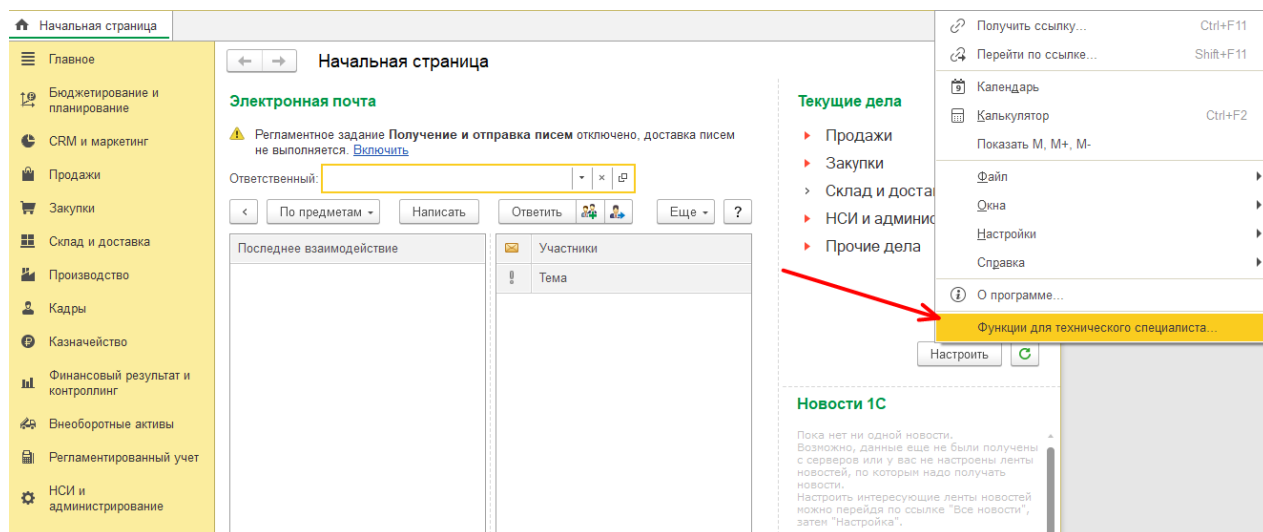 Начальная страница
Главное
Бюджетирование и
планирование
CRM и маркетинг
Продажи
Закупки
Склад и доставка
Производство
Кадры
Казначейство
Финансовый результат и
контроллинг
Внеоборотные активы
Регламентированный учет
НСИ и
администрирование
Начальная страница
Электронная почта
Регламентное задание Получение и отправка писем отключено, доставка писем
не выполняется. Включить
Ответственный:
По предметам
Написать
Ответить
Еще
?
Последнее взаимодействие
Участники
Тема
Текущие дела
Продажи
Закупки
Склад и доста
НСИ и админис
Прочие дела
Настроить
Новости 1С
Пока нет ни одной новости.
Возможно, данные еще не были получены
с серверов или у вас не настроены ленты
новостей, по которым надо получать
новости.
Настроить интересующие ленты новостей
можно перейдя по ссылке "Все новости",
затем "Настройка".
Получить ссылку... Ctrl+F11
Перейти по ссылке... Shift+F11
9 Календарь
Калькулятор Ctrl+F2
Показать M, M+, M-
Файл
Окна
Настройки
Справка
О программе...
Функции для технического специалиста...